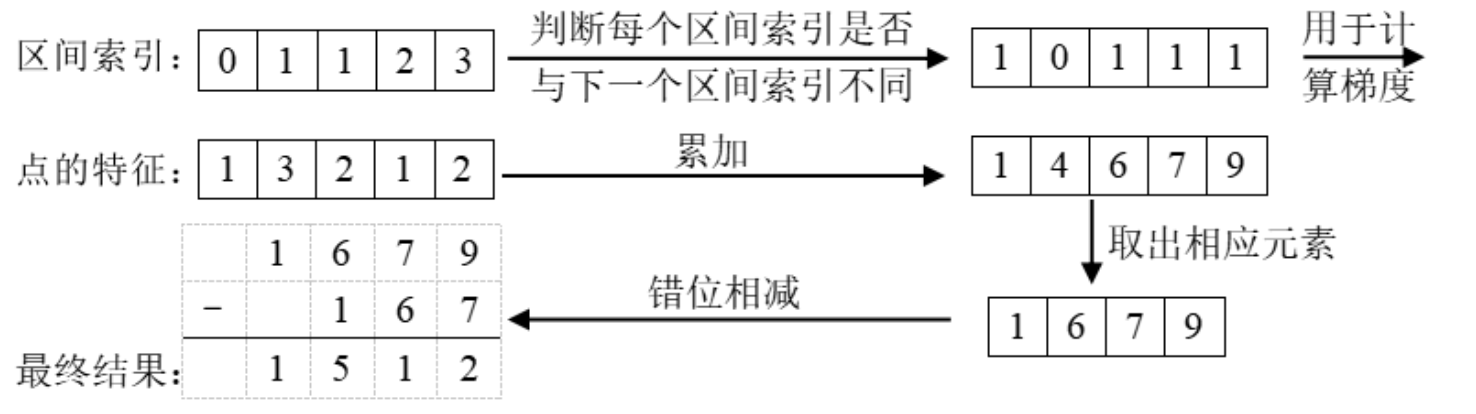 区间索引： 0 1 1 2 3 判断每个区间索引是否 1 0 1 1 1 用于计
与下一个区间索引不同 算梯度
点的特征： 1 3 2 1 2 累加 1 4 6 7 9
取出相应元素
1 6 7 9
- 1 6 7 错位相减 1 6 7 9
最终结果： 1 5 1 2